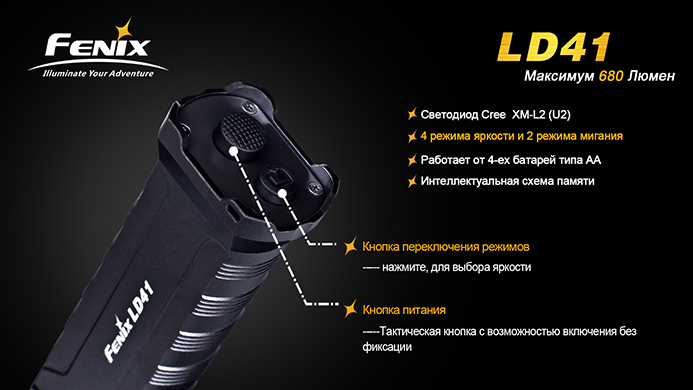 FENIX
Illuminate Your Adventure
LD41
Максимум 680 Люмен
Светодиод Cree XM-L2 (U2)
4 режима яркости и 2 режима мигания
Работает от 4-ех батарей типа АА
Интеллектуальная схема памяти
Кнопка переключения режимов
----- нажмите, для выбора яркости
Кнопка питания
-----Тактическая кнопка с возможностью включения без
фиксации
FENIX LD41